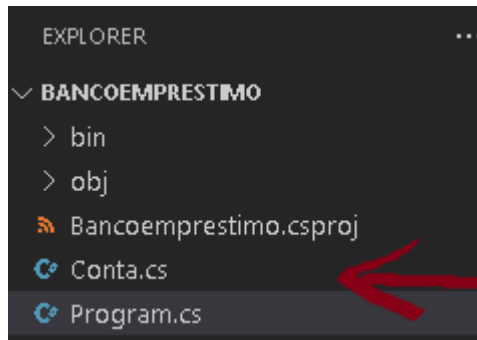 EXPLORER ...
BANCOEMPRESTIMO
bin
obj
Bancoemprestimo.csproj
Conta.cs
Program.cs